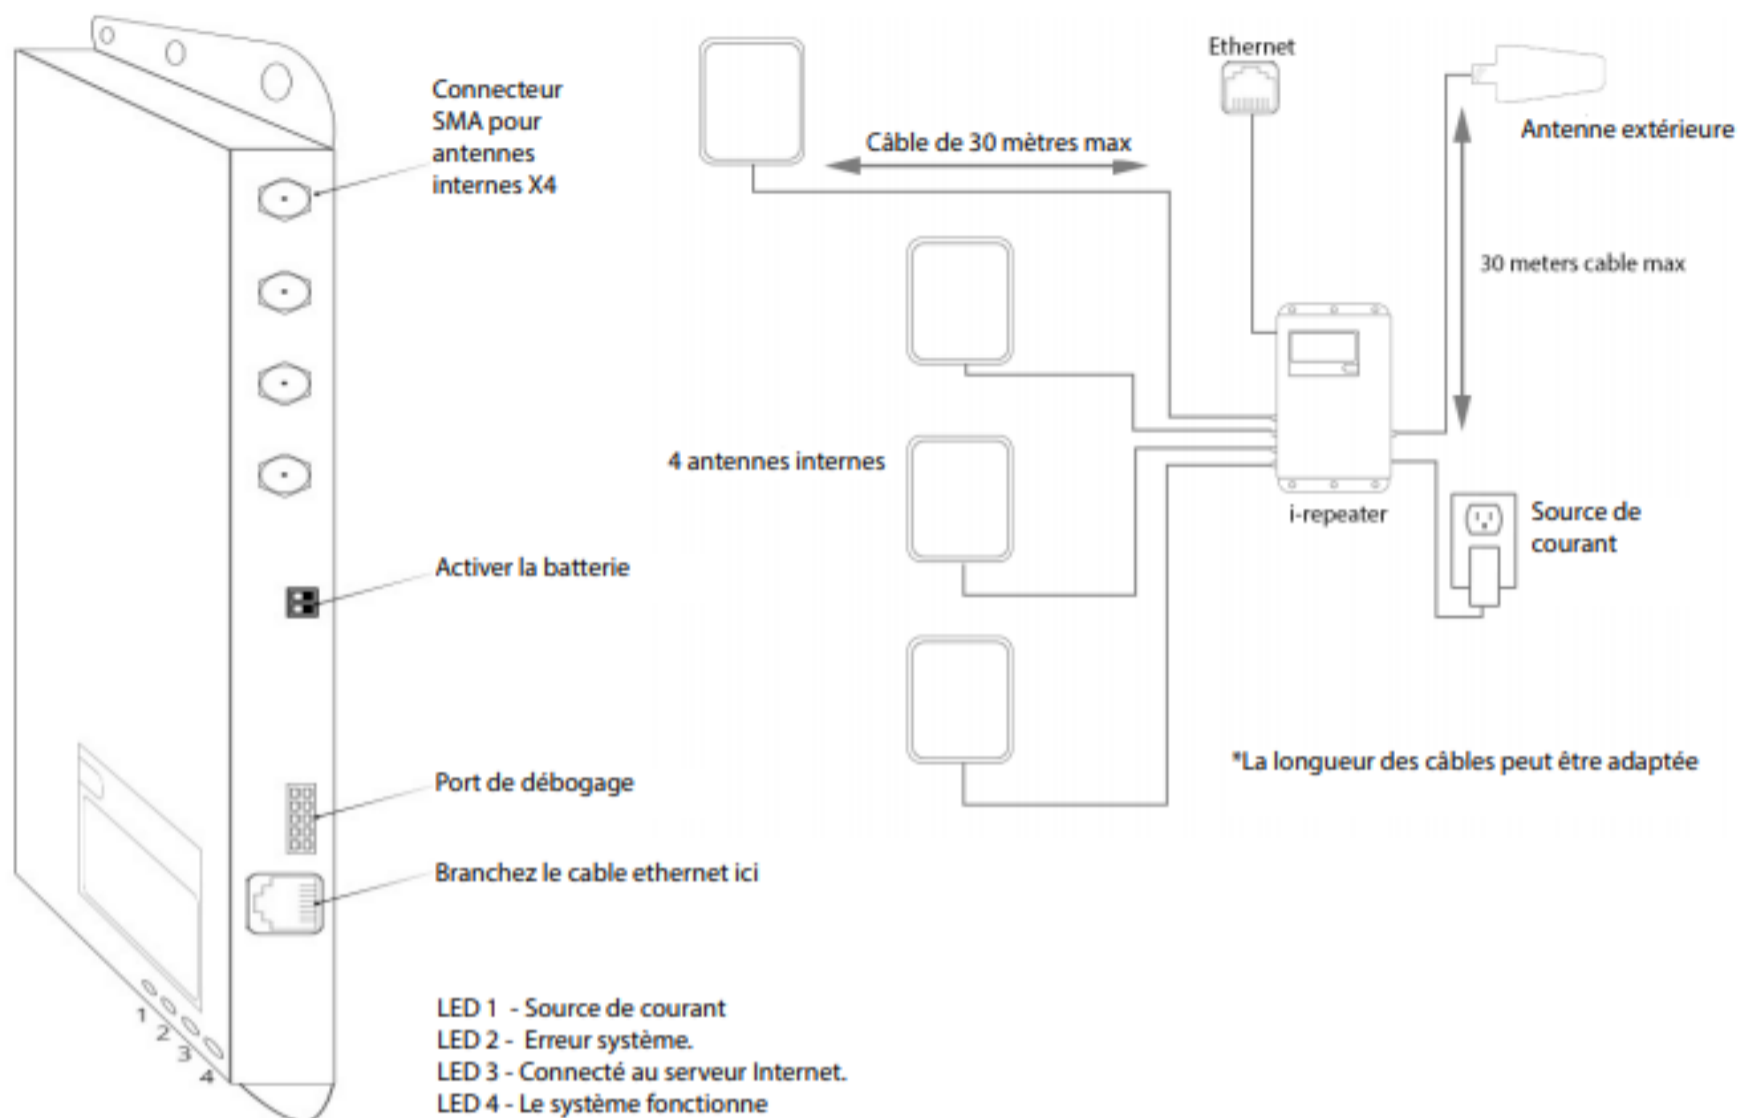 Connecteur
SMA pour
antennes
internes X4
Activer la batterie
Port de débogage
Branchez le cable ethernet ici
1
2
3
4
LED 1 - Source de courant
LED 2 - Erreur système.
LED 3 - Connecté au serveur Internet.
LED 4 - Le système fonctionne
Ethernet
Câble de 30 mètres max
Antenne extérieure
30 meters cable max
4 antennes internes
i-repeater
Source de
courant
*La longueur des câbles peut être adaptée